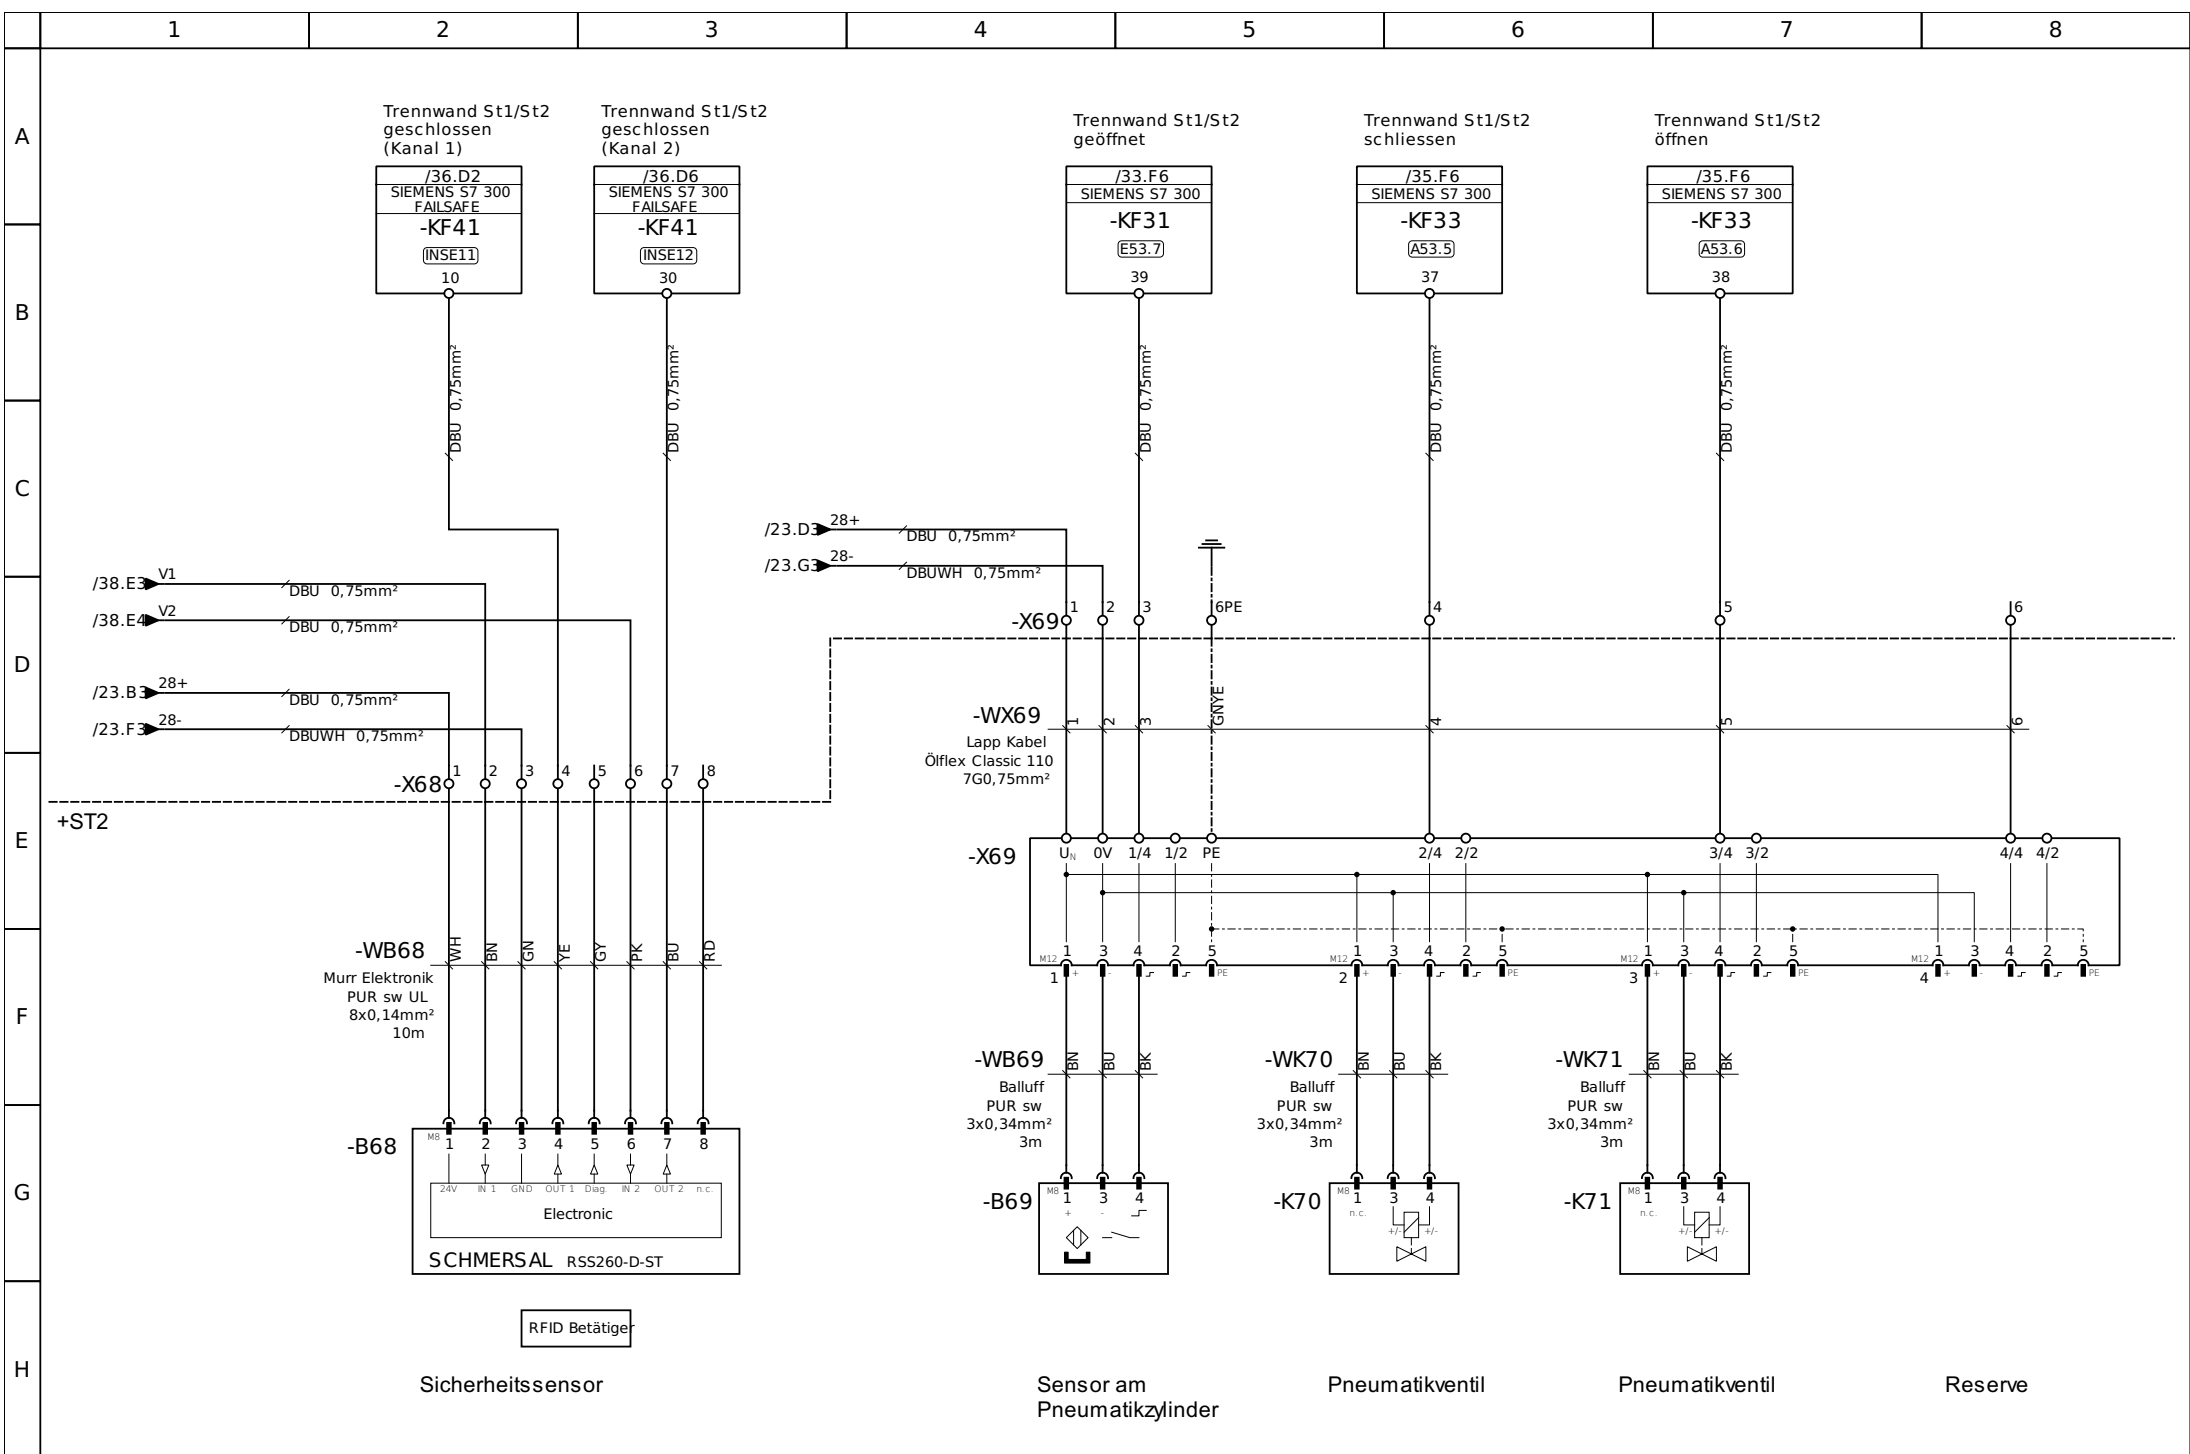 1 2 3 4 5 6 7 8
A
B
C
D
E
F
G
H
Trennwand St1/St2
geschlossen
(Kanal 1)
/36.D2
SIEMENS S7 300
FAILSAFE
-KF41
INSE11
10
DBU 0,75mm²
Trennwand St1/St2
geschlossen
(Kanal 2)
/36.D6
SIEMENS S7 300
FAILSAFE
-KF41
INSE12
30
DBU 0,75mm²
Trennwand St1/St2
geöffnet
/33.F6
SIEMENS S7 300
-KF31
E53.7
39
DBU 0,75mm²
Trennwand St1/St2
schliessen
/35.F6
SIEMENS S7 300
-KF33
A53.5
37
DBU 0,75mm²
Trennwand St1/St2
öffnen
/35.F6
SIEMENS S7 300
-KF33
A53.6
38
DBU 0,75mm²
/38.E3 V1 DBU 0,75mm²
/38.E4 V2 DBU 0,75mm²
/23.B3 28+ DBU 0,75mm²
/23.F3 28- DBUWH 0,75mm²
/23.D3 28+ DBU 0,75mm²
/23.G3 28- DBUWH 0,75mm²
-X68 1 2 3 4 5 6 7 8
+ST2
-X69 1 2 3 6PE 4 5 6
-WX69 1 2 3 GNYE 4 5 6
Lapp Kabel
Ölflex Classic 110
7G0,75mm²
-X69 UN 0V 1/4 1/2 PE 2/4 2/2 3/4 3/2 4/4 4/2
M12 1 3 4 2 5
1 + - PE
M12 1 3 4 2 5
2 + - PE
M12 1 3 4 2 5
3 + - PE
M12 1 3 4 2 5
4 + - PE
-WB68 WH BN GN YE GY PK BU RD
Murr Elektronik
PUR sw UL
8x0,14mm²
10m
-WB69 BN BU BK
Balluff
PUR sw
3x0,34mm²
3m
-WK70 BN BU BK
Balluff
PUR sw
3x0,34mm²
3m
-WK71 BN BU BK
Balluff
PUR sw
3x0,34mm²
3m
-B68 M8 1 2 3 4 5 6 7 8
24V IN 1 GND OUT 1 Diag. IN 2 OUT 2 n.c.
Electronic
SCHMERSAL RSS260-D-ST
RFID Betätiger
-B69 M8 1 3 4
+ -
-K70 M8 1 3 4
n.c. +/- +/-
-K71 M8 1 3 4
n.c. +/- +/-
Sicherheitssensor
Sensor am
Pneumatikzylinder
Pneumatikventil
Pneumatikventil
Reserve